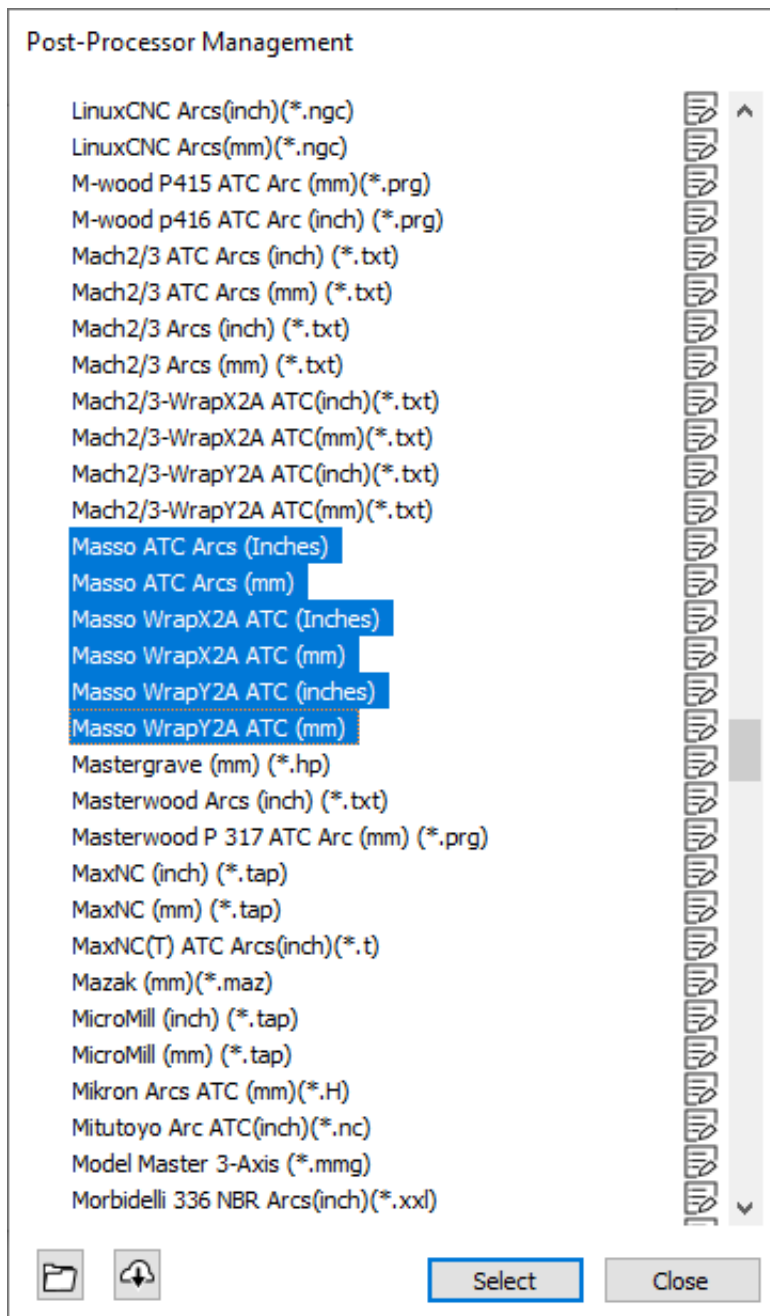 Post-Processor Management
LinuxCNC Arcs(inch)(*.ngc)
LinuxCNC Arcs(mm)(*.ngc)
M-wood P415 ATC Arc (mm)(*.prg)
M-wood p416 ATC Arc (inch) (*.prg)
Mach2/3 ATC Arcs (inch) (*.txt)
Mach2/3 ATC Arcs (mm) (*.txt)
Mach2/3 Arcs (inch) (*.txt)
Mach2/3 Arcs (mm) (*.txt)
Mach2/3-WrapX2A ATC(inch)(*.txt)
Mach2/3-WrapX2A ATC(mm)(*.txt)
Mach2/3-WrapY2A ATC(inch)(*.txt)
Mach2/3-WrapY2A ATC(mm)(*.txt)
Masso ATC Arcs (Inches)
Masso ATC Arcs (mm)
Masso WrapX2A ATC (Inches)
Masso WrapX2A ATC (mm)
Masso WrapY2A ATC (inches)
Masso WrapY2A ATC (mm)
Mastergrave (mm) (*.hp)
Masterwood Arcs (inch) (*.txt)
Masterwood P 317 ATC Arc (mm) (*.prg)
MaxNC (inch) (*.tap)
MaxNC (mm) (*.tap)
MaxNC(T) ATC Arcs(inch)(*.t)
Mazak (mm)(*.maz)
MicroMill (inch) (*.tap)
MicroMill (mm) (*.tap)
Mikron Arcs ATC (mm)(*.H)
Mitutoyo Arc ATC(inch)(*.nc)
Model Master 3-Axis (*.mmg)
Morbidelli 336 NBR Arcs(inch)(*.xxl)
Select
Close